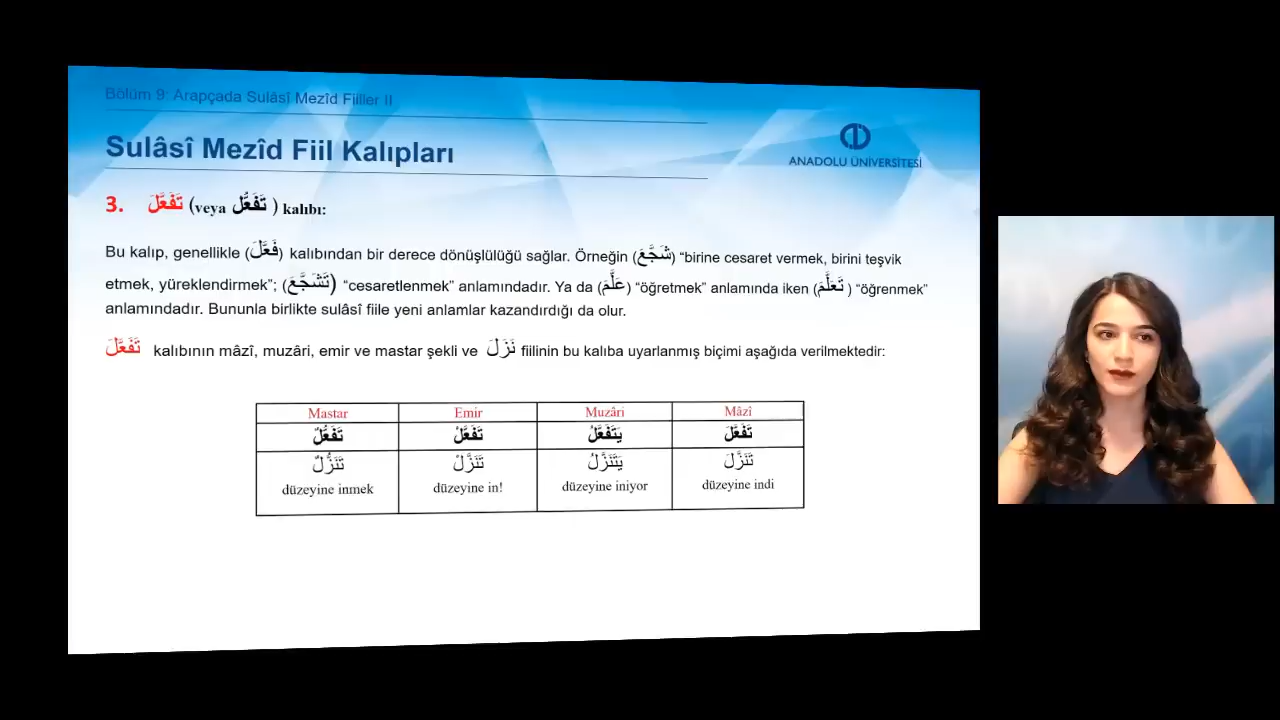 Bölüm 9: Arapçada Sulâsî Mezîd Fiiller II
Sulâsî Mezîd Fiil Kalıpları
ANADOLU ÜNİVERSİTESİ
3. تَفَعَّلَ (veya تَفَعُّل ) kalıbı:
Bu kalıp, genellikle (فَعَّلَ) kalıbından bir derece dönüşlülüğü sağlar. Örneğin (شَجَّعَ) “birine cesaret vermek, birini teşvik
etmek, yüreklendirmek”; (تَشَجَّعَ) “cesaretlenmek” anlamındadır. Ya da (عَلَّمَ) “öğretmek” anlamında iken (تَعَلَّمَ ) “öğrenmek”
anlamındadır. Bununla birlikte sulâsî fiile yeni anlamlar kazandırdığı da olur.
تَفَعَّلَ kalıbının mâzî, muzâri, emir ve mastar şekli ve نَزَلَ fiilinin bu kalıba uyarlanmış biçimi aşağıda verilmektedir:
Mastar Emir Muzâri Mâzî
تَفَعُّلٌ تَفَعَّلْ يَتَفَعَّلُ تَفَعَّلَ
تَنَزُّلٌ تَنَزَّلْ يَتَنَزَّلُ تَنَزَّلَ
düzeyine inmek düzeyine in! düzeyine iniyor düzeyine indi